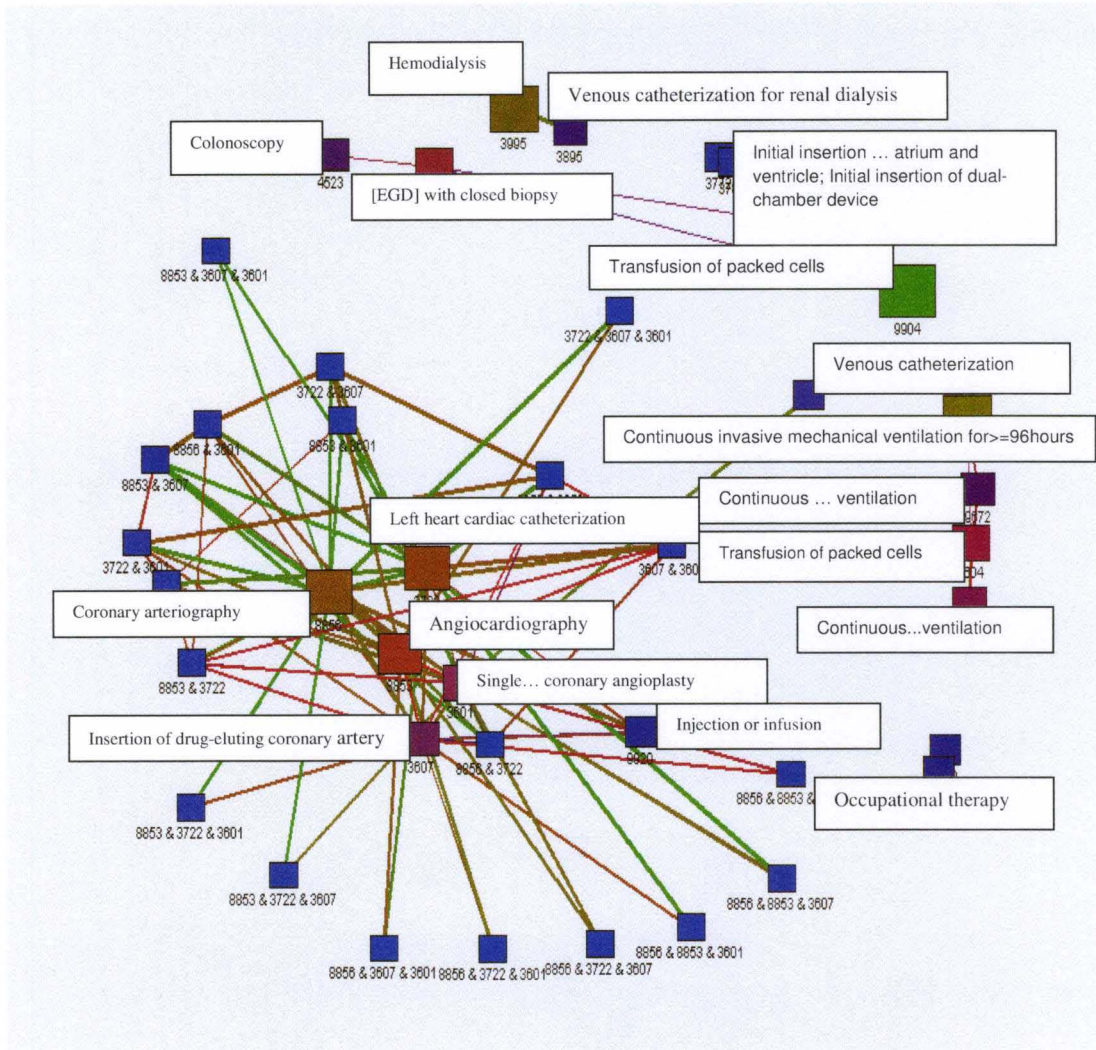 Hemodialysis
Venous catheterization for renal dialysis
3995
3895
Colonoscopy
4523
Initial insertion … atrium and
ventricle; Initial insertion of dual-
chamber device
[EGD] with closed biopsy
8853 & 3607 & 3601
Transfusion of packed cells
9904
3722 & 3607 & 3601
Venous catheterization
3722 & 3607
8856 & 3601
8853 & 3601
Continuous invasive mechanical ventilation for>=96hours
8853 & 3607
Continuous … ventilation
Left heart cardiac catheterization
3722 & 3601
Transfusion of packed cells
Coronary arteriography
8856
Angiocardiography
Continuous...ventilation
8853 & 3722
Single… coronary angioplasty
3601
Injection or infusion
Insertion of drug-eluting coronary artery
3607
8856 & 3722
9920
8856 & 8853 &
Occupational therapy
8853 & 3722 & 3601
8853 & 3722 & 3607
8856 & 8853 & 3607
8856 & 8853 & 3601
8856 & 3607 & 3601
8856 & 3722 & 3601
8856 & 3722 & 3607